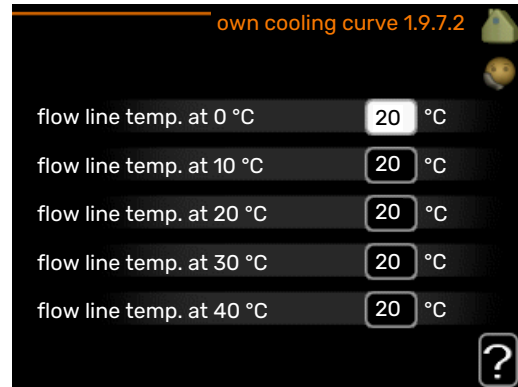 own cooling curve 1.9.7.2
flow line temp. at 0 °C 20 °C
flow line temp. at 10 °C 20 °C
flow line temp. at 20 °C 20 °C
flow line temp. at 30 °C 20 °C
flow line temp. at 40 °C 20 °C
?